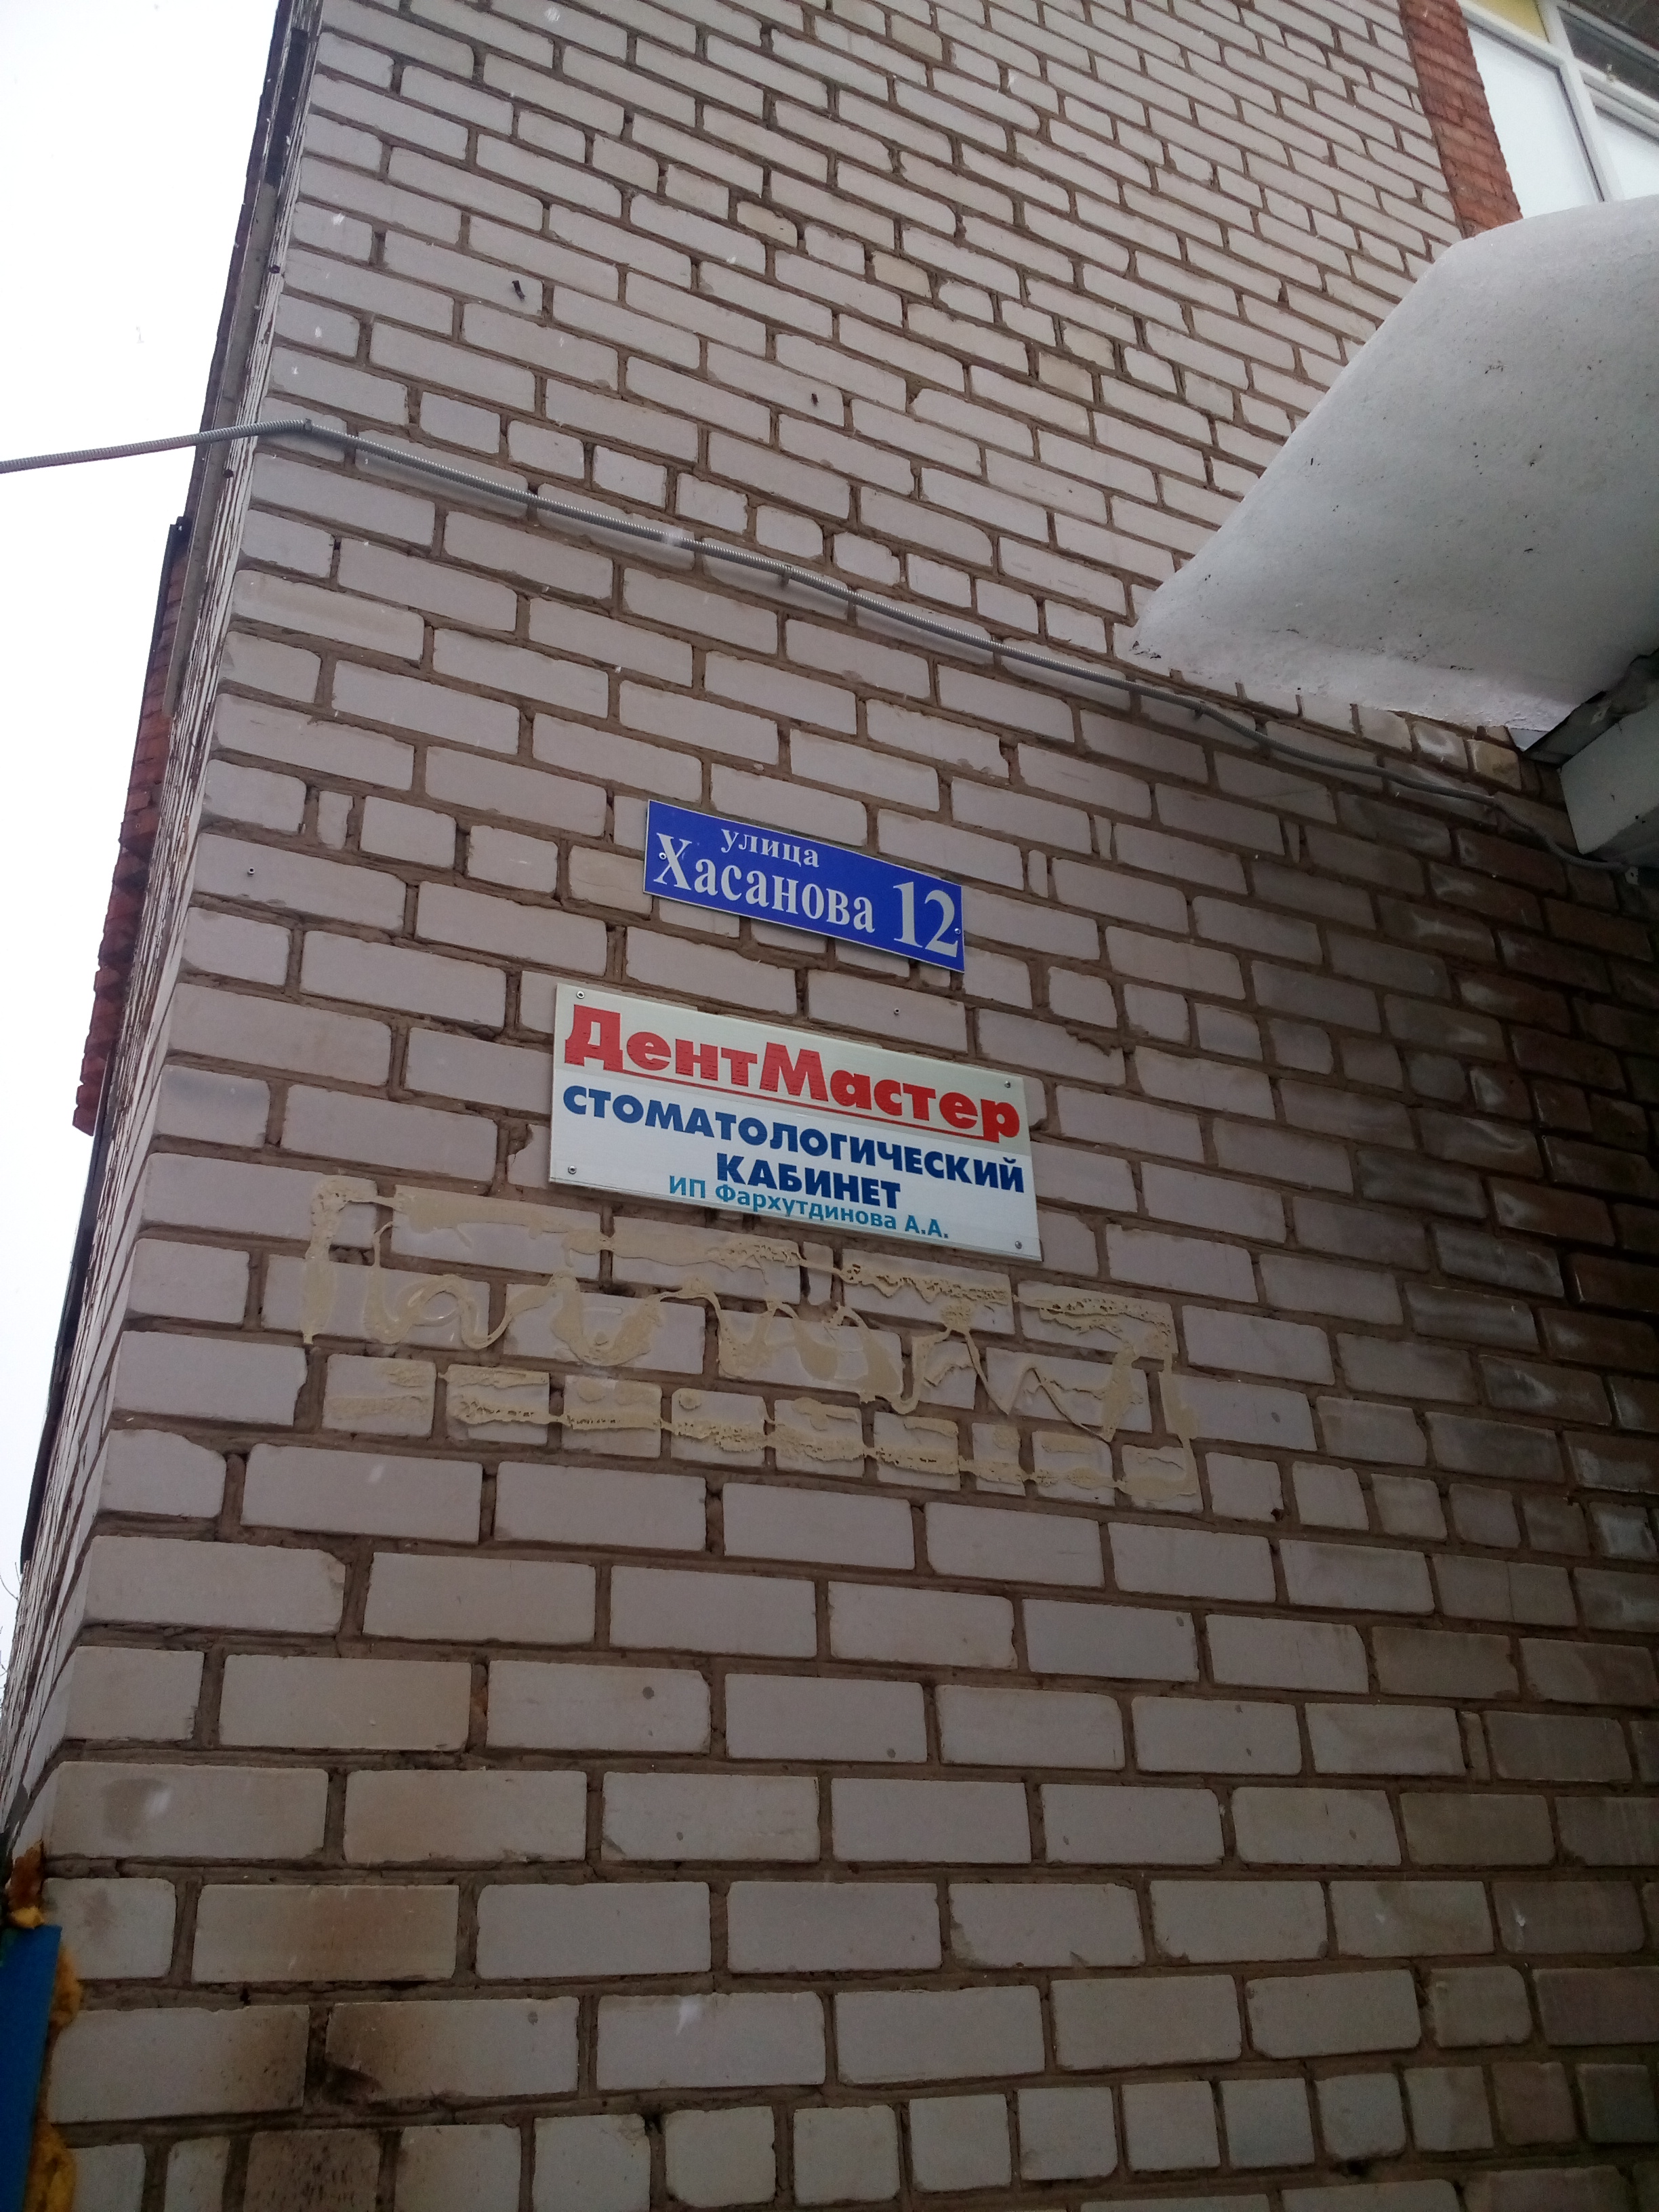 улица
Хасанова 12
ДентМастер
СТОМАТОЛОГИЧЕСКИЙ
КАБИНЕТ
ИП Фархутдинова А.А.